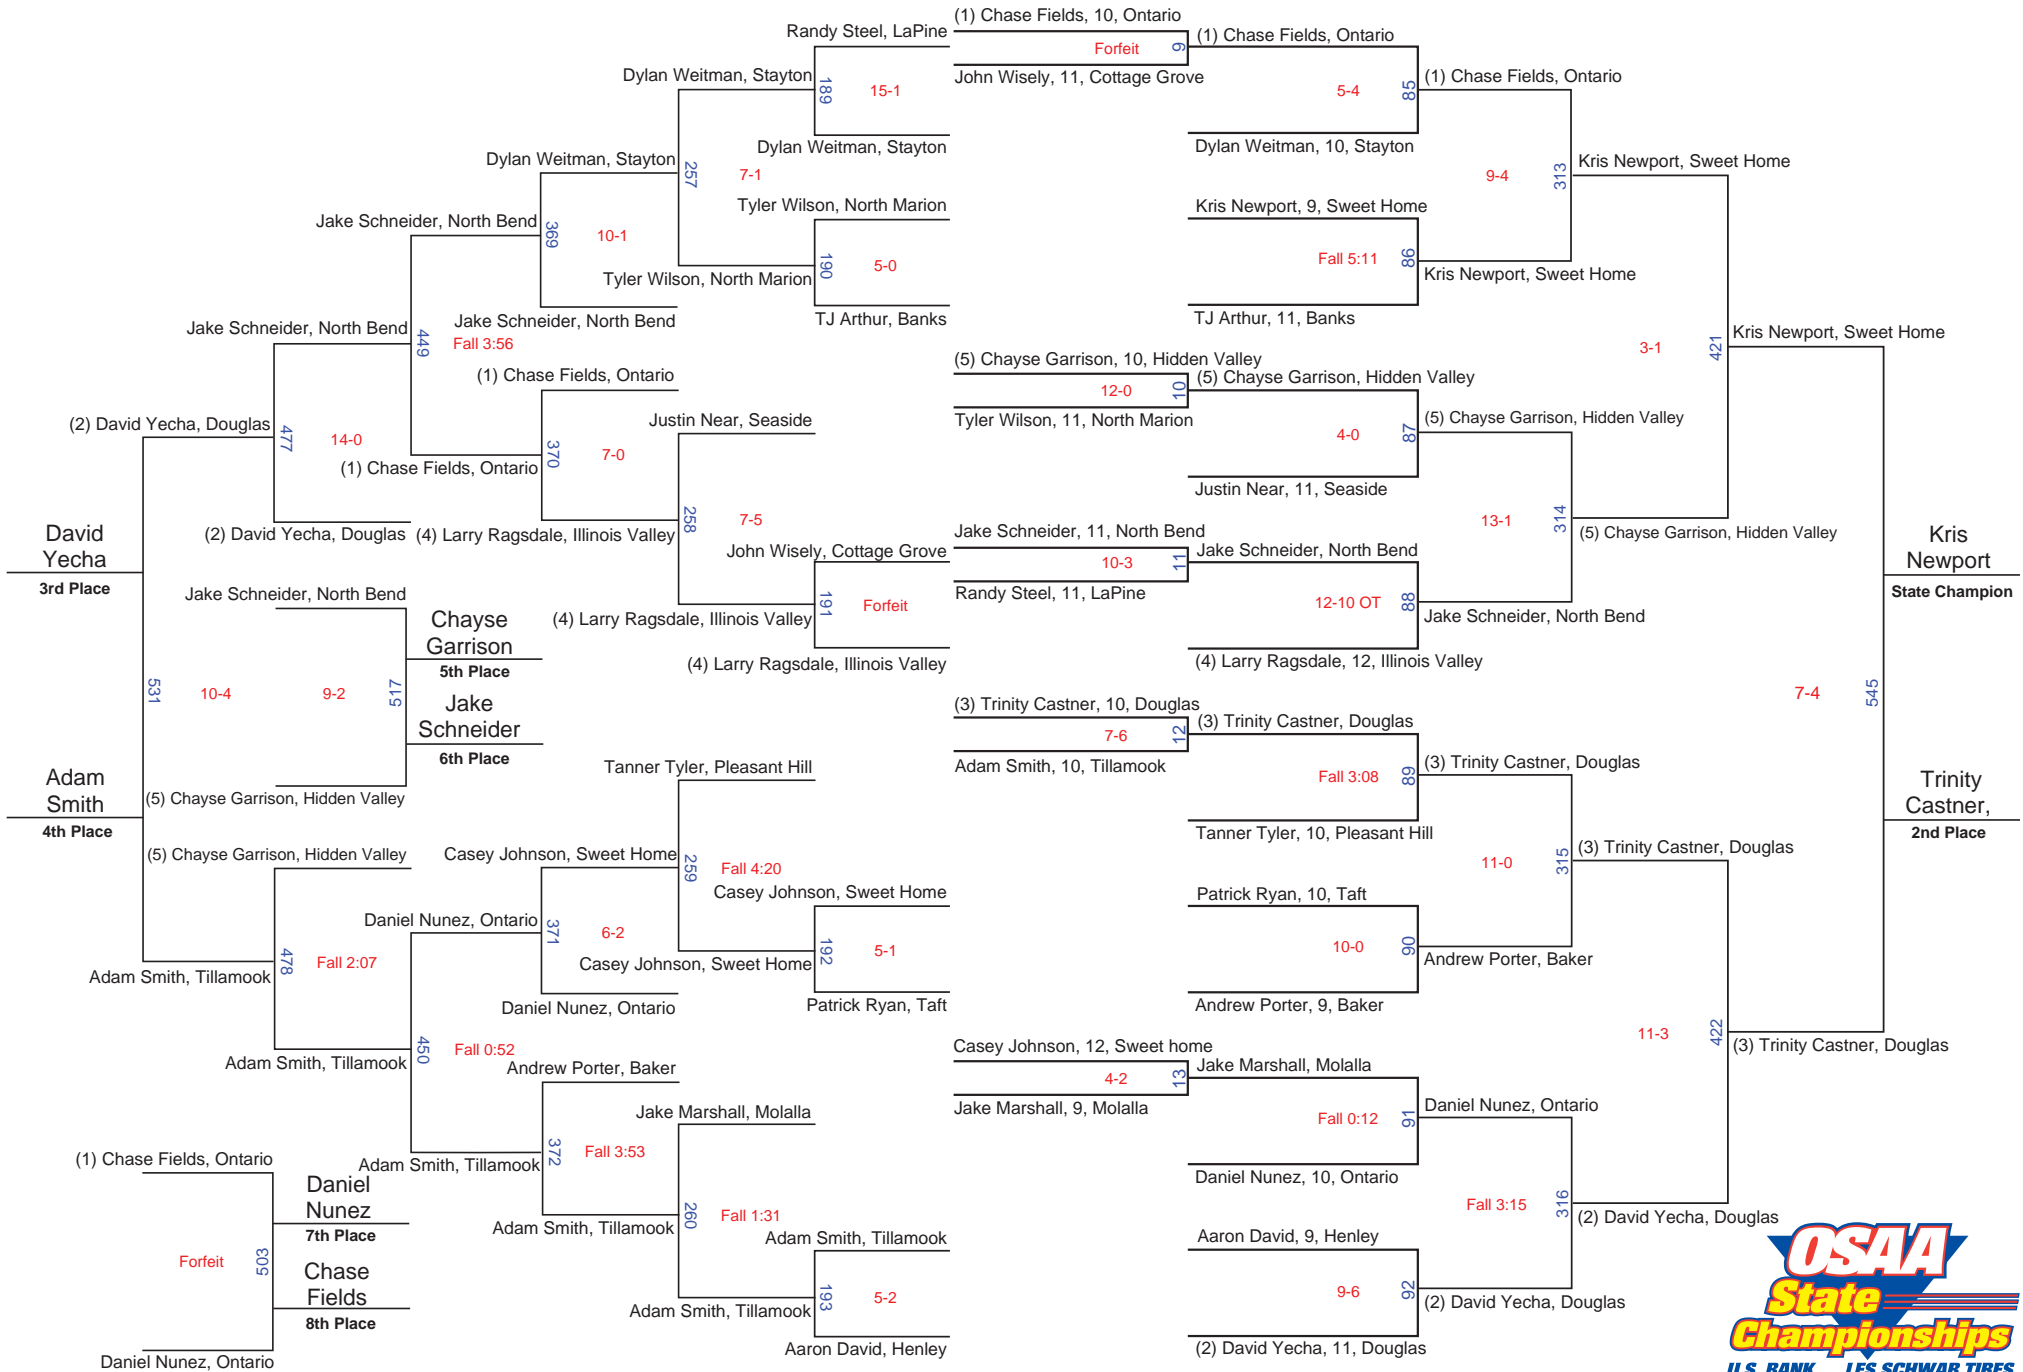 (1) Chase Fields, 10, Ontario
Randy Steel, LaPine
Forfeit
9
(1) Chase Fields, Ontario
Dylan Weitman, Stayton
189
15-1
John Wisely, 11, Cottage Grove
5-4
85
(1) Chase Fields, Ontario
Dylan Weitman, Stayton
Dylan Weitman, 10, Stayton
Dylan Weitman, Stayton
257
7-1
9-4
313
Kris Newport, Sweet Home
Tyler Wilson, North Marion
Kris Newport, 9, Sweet Home
Jake Schneider, North Bend
369
10-1
190
5-0
Fall 5:11
86
Tyler Wilson, North Marion
Kris Newport, Sweet Home
TJ Arthur, Banks
TJ Arthur, 11, Banks
Jake Schneider, North Bend
Jake Schneider, North Bend
449
Fall 3:56
3-1
421
Kris Newport, Sweet Home
(1) Chase Fields, Ontario
(5) Chayse Garrison, 10, Hidden Valley
12-0
10
(5) Chayse Garrison, Hidden Valley
(2) David Yecha, Douglas
Justin Near, Seaside
Tyler Wilson, 11, North Marion
(5) Chayse Garrison, Hidden Valley
477
14-0
4-0
87
(1) Chase Fields, Ontario
370
7-0
Justin Near, 11, Seaside
David
Yecha
3rd Place
(2) David Yecha, Douglas
(4) Larry Ragsdale, Illinois Valley
258
7-5
13-1
314
(5) Chayse Garrison, Hidden Valley
Kris
Newport
State Champion
John Wisely, Cottage Grove
Jake Schneider, 11, North Bend
10-3
11
Jake Schneider, North Bend
Randy Steel, 11, LaPine
Jake Schneider, North Bend
191
Forfeit
12-10 OT
88
Jake Schneider, North Bend
(4) Larry Ragsdale, Illinois Valley
(4) Larry Ragsdale, Illinois Valley
(4) Larry Ragsdale, 12, Illinois Valley
Chayse
Garrison
5th Place
531
10-4
9-2
517
7-4
545
Jake
Schneider
6th Place
(3) Trinity Castner, 10, Douglas
7-6
12
(3) Trinity Castner, Douglas
Adam Smith, 10, Tillamook
Tanner Tyler, Pleasant Hill
Fall 3:08
89
(3) Trinity Castner, Douglas
Adam
Smith
4th Place
(5) Chayse Garrison, Hidden Valley
Tanner Tyler, 10, Pleasant Hill
Trinity
Castner,
2nd Place
(5) Chayse Garrison, Hidden Valley
Casey Johnson, Sweet Home
259
Fall 4:20
11-0
315
(3) Trinity Castner, Douglas
Casey Johnson, Sweet Home
Patrick Ryan, 10, Taft
Daniel Nunez, Ontario
371
6-2
192
5-1
10-0
90
Andrew Porter, Baker
Casey Johnson, Sweet Home
Adam Smith, Tillamook
478
Fall 2:07
Daniel Nunez, Ontario
Patrick Ryan, Taft
Andrew Porter, 9, Baker
Adam Smith, Tillamook
450
Fall 0:52
11-3
422
(3) Trinity Castner, Douglas
Casey Johnson, 12, Sweet home
4-2
13
Jake Marshall, Molalla
Andrew Porter, Baker
Jake Marshall, Molalla
Jake Marshall, 9, Molalla
Daniel Nunez, Ontario
Fall 0:12
91
372
Fall 3:53
(1) Chase Fields, Ontario
Adam Smith, Tillamook
Daniel Nunez, 10, Ontario
Daniel
Nunez
7th Place
Adam Smith, Tillamook
260
Fall 1:31
Fall 3:15
316
(2) David Yecha, Douglas
Adam Smith, Tillamook
Aaron David, 9, Henley
Forfeit
503
Chase
Fields
8th Place
193
5-2
9-6
92
Adam Smith, Tillamook
(2) David Yecha, Douglas
Daniel Nunez, Ontario
Aaron David, Henley
(2) David Yecha, 11, Douglas
OSAA
State
Championships
U.S. BANK LES SCHWAB TIRES